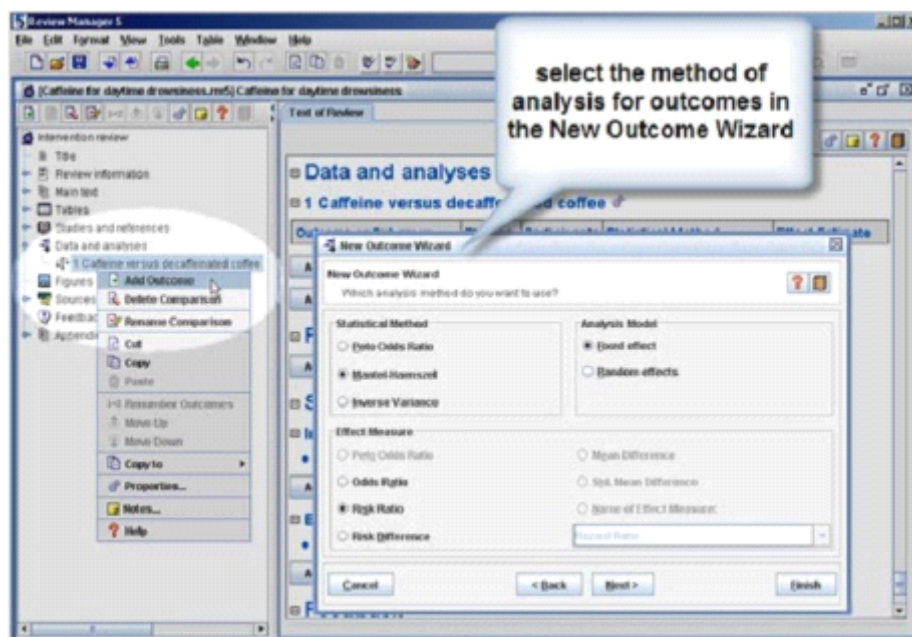 Review Manager 5
File Edit Format View Tools Table Window Help
select the method of
analysis for outcomes in
the New Outcome Wizard
[Caffeine for daytime drowsiness.rm5] Caffeine for daytime drowsiness
Text of Review
Intervention review
Title
Review information
Main text
Tables
Studies and references
Data and analyses
1 Caffeine versus decaffeinated coffee
Figures
Sources
Feedbac
Appendi
Add Outcome
Delete Comparison
Rename Comparison
Cut
Copy
Paste
Renumber Outcomes
Move Up
Move Down
Copy to
Properties...
Notes...
Help
Data and analyses
1 Caffeine versus decaffeinated coffee
New Outcome Wizard
New Outcome Wizard
Which analysis method do you want to use?
Statistical Method
Peto Odds Ratio
Mantel-Haenszel
Inverse Variance
Analysis Model
Fixed effect
Random effects
Effect Measure
Peto Odds Ratio
Odds Ratio
Risk Ratio
Risk Difference
Mean Difference
Std. Mean Difference
Name of Effect Measure:
Hazard Ratio
Cancel
< Back
Next >
Finish